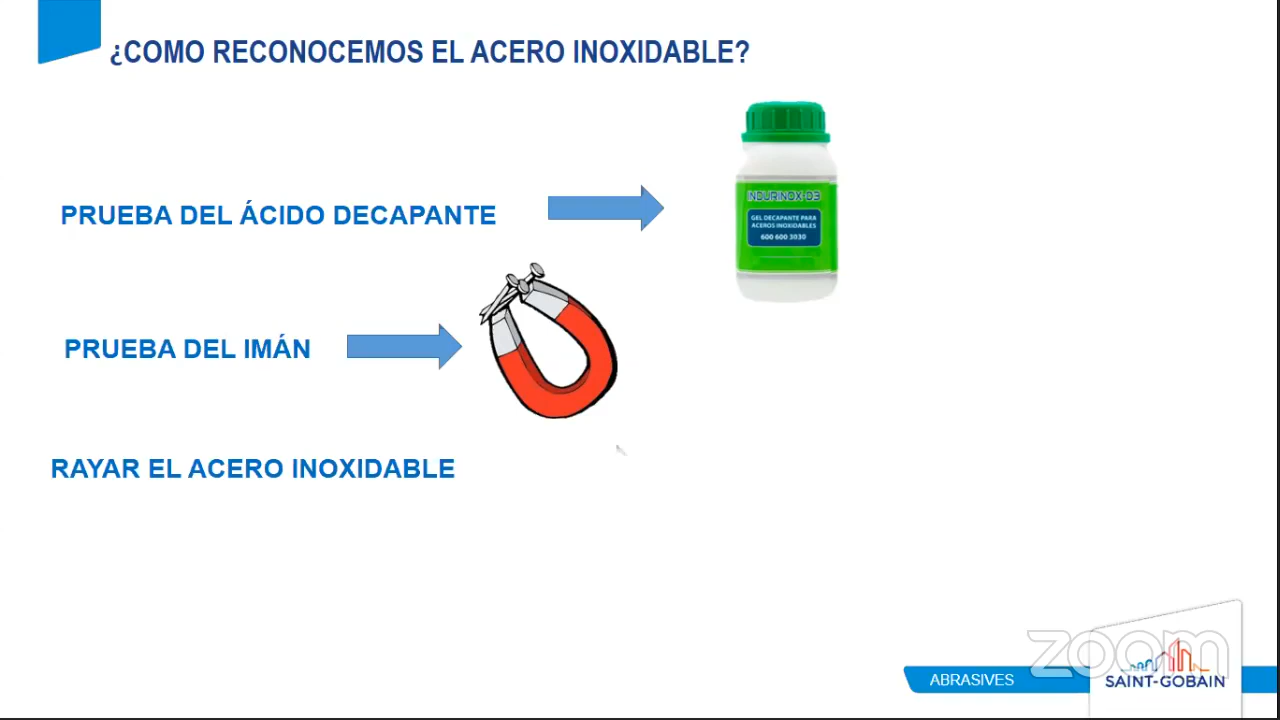 ¿COMO RECONOCEMOS EL ACERO INOXIDABLE?
PRUEBA DEL ÁCIDO DECAPANTE
INDURINOX-D3
GEL DECAPANTE PARA
ACEROS INOXIDABLES
600 600 3030
PRUEBA DEL IMÁN
RAYAR EL ACERO INOXIDABLE
zoom
ABRASIVES
SAINT-GOBAIN